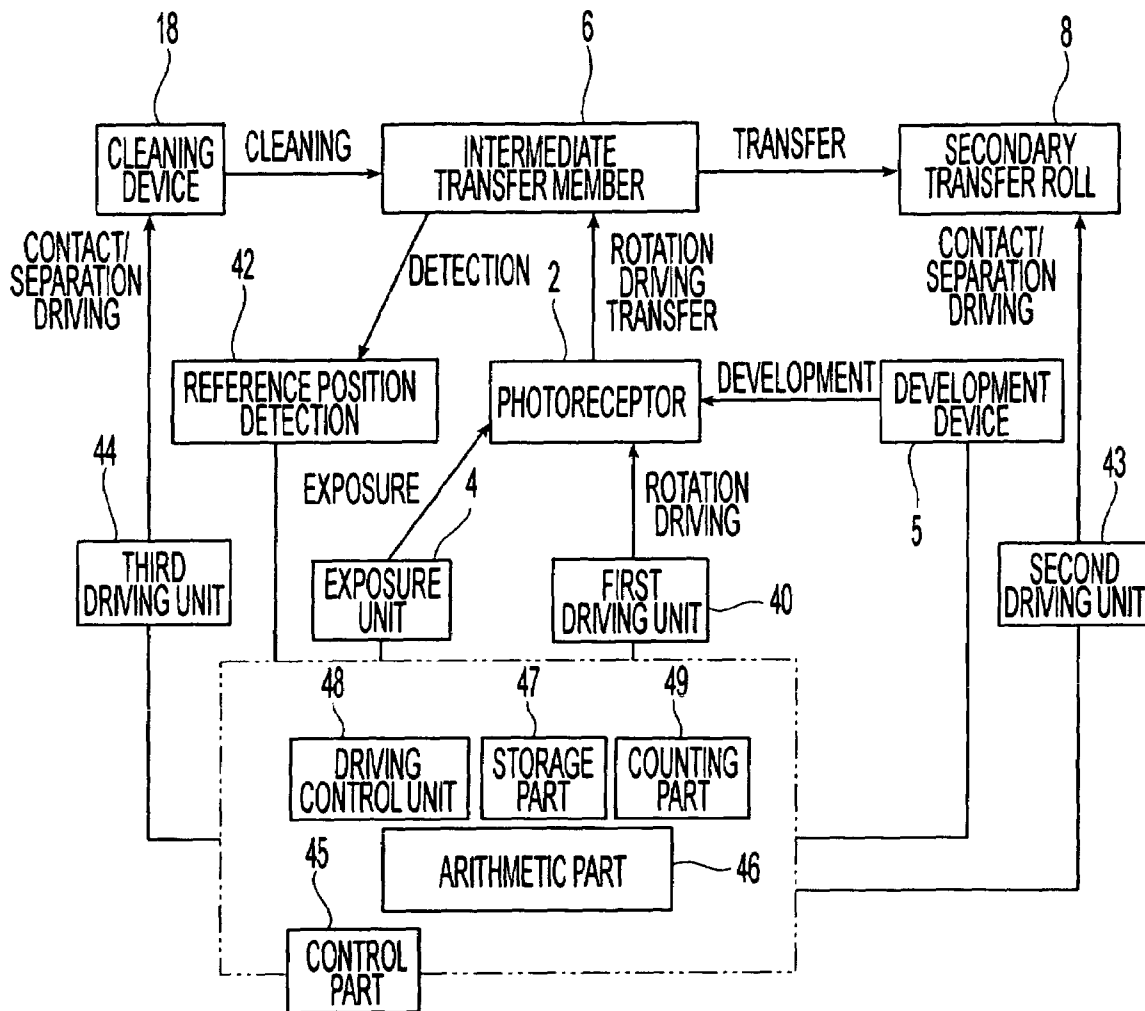 18
6
8
CLEANING
DEVICE
CLEANING
INTERMEDIATE
TRANSFER MEMBER
TRANSFER
SECONDARY
TRANSFER ROLL
CONTACT/
SEPARATION
DRIVING
42
DETECTION
2
ROTATION
DRIVING
TRANSFER
CONTACT/
SEPARATION
DRIVING
REFERENCE POSITION
DETECTION
PHOTORECEPTOR
DEVELOPMENT
DEVELOPMENT
DEVICE
44
EXPOSURE
4
ROTATION
DRIVING
5
43
THIRD
DRIVING UNIT
EXPOSURE
UNIT
FIRST
DRIVING UNIT
40
SECOND
DRIVING UNIT
48
47
49
DRIVING
CONTROL UNIT
STORAGE
PART
COUNTING
PART
45
ARITHMETIC PART
46
CONTROL
PART